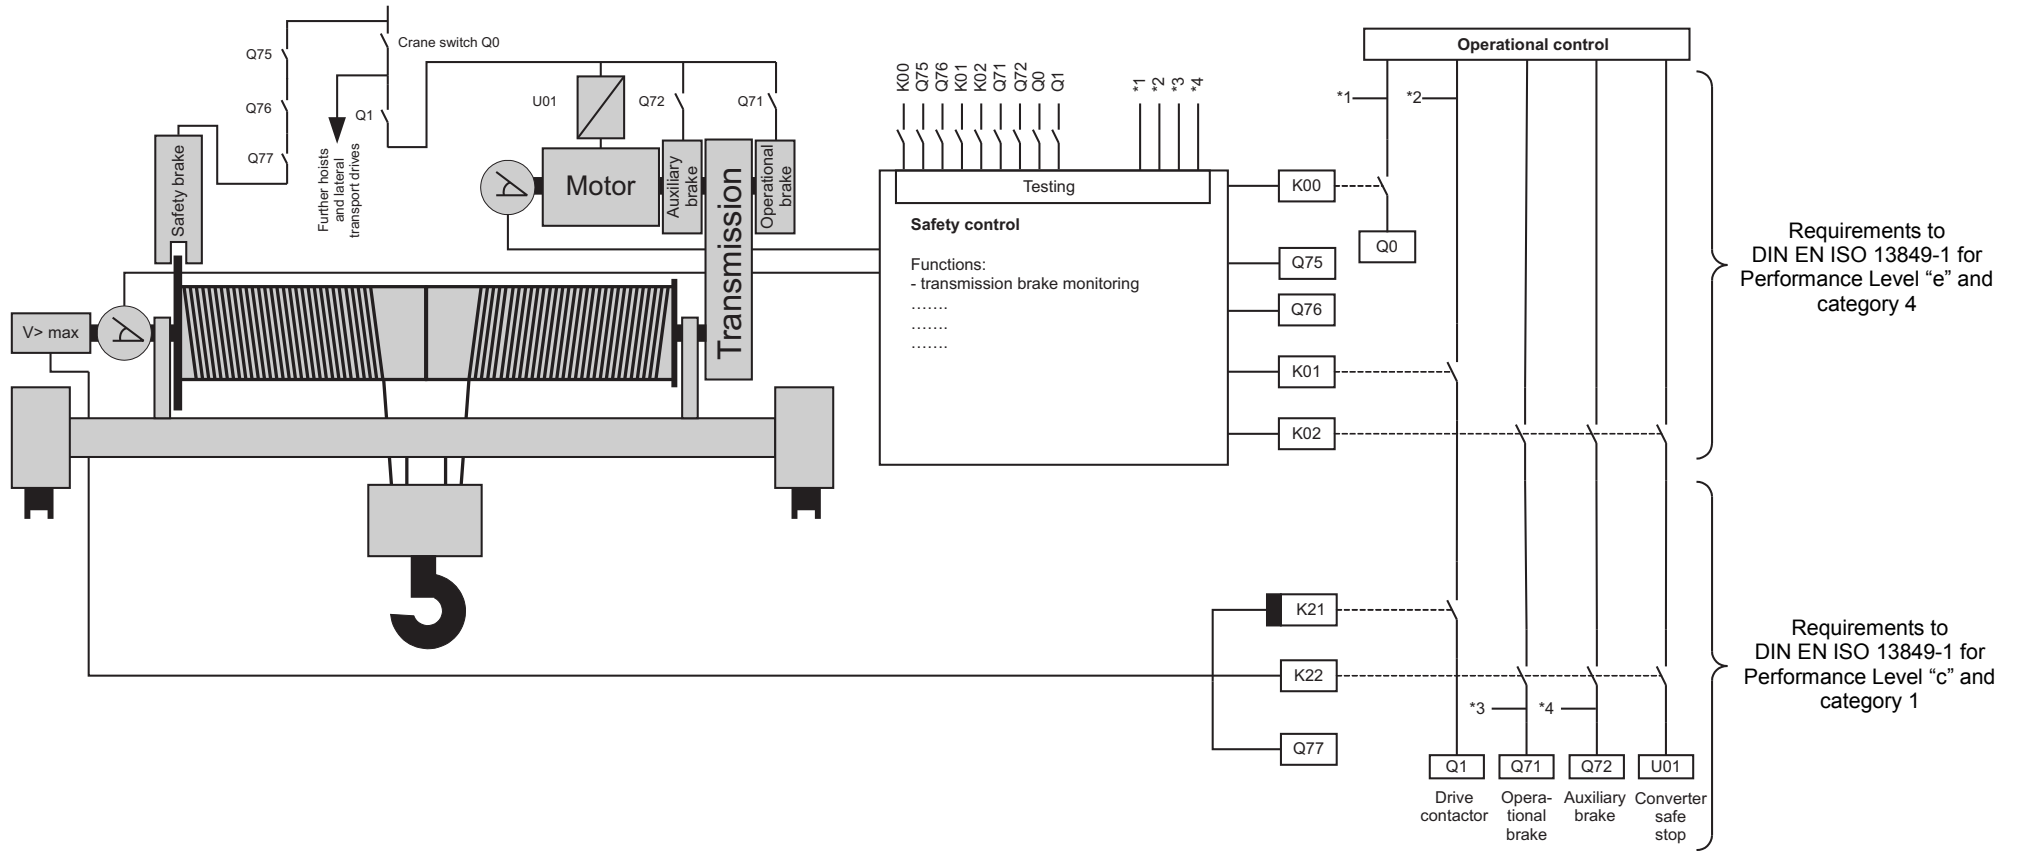 Q75
Q76
Q77
Crane switch Q0
Q1
Further hoists
and lateral
transport drives
Safety brake
U01
Q72
Q71
Motor
Auxiliary
brake
Transmission
Operational
brake
V> max
K00
Q75
Q76
K01
K02
Q71
Q72
Q0
Q1
*1
*2
*3
*4
Testing
Safety control
Functions:
- transmission brake monitoring
.......
.......
.......
Operational control
*1
*2
K00
Q0
Q75
Q76
K01
K02
K21
K22
Q77
*3
*4
Q1
Q71
Q72
U01
Drive
contactor
Opera-
tional
brake
Auxiliary
brake
Converter
safe
stop
Requirements to
DIN EN ISO 13849-1 for
Performance Level “e” and
category 4
Requirements to
DIN EN ISO 13849-1 for
Performance Level “c” and
category 1